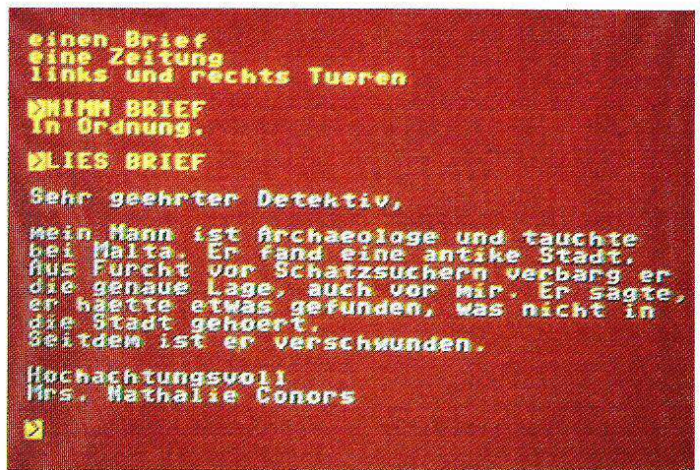 einen Brief
eine Zeitung
links und rechts Tueren
>NIMM BRIEF
In Ordnung.
>LIES BRIEF
Sehr geehrter Detektiv,
mein Mann ist Archaeologe und tauchte
bei Malta. Er fand eine antike Stadt.
Aus Furcht vor Schatzsuchern verbarg er
die genaue Lage, auch vor mir. Er sagte,
er haette etwas gefunden, was nicht in
die Stadt gehoert.
Seitdem ist er verschwunden.
Hochachtungsvoll
Mrs. Nathalie Conors
>